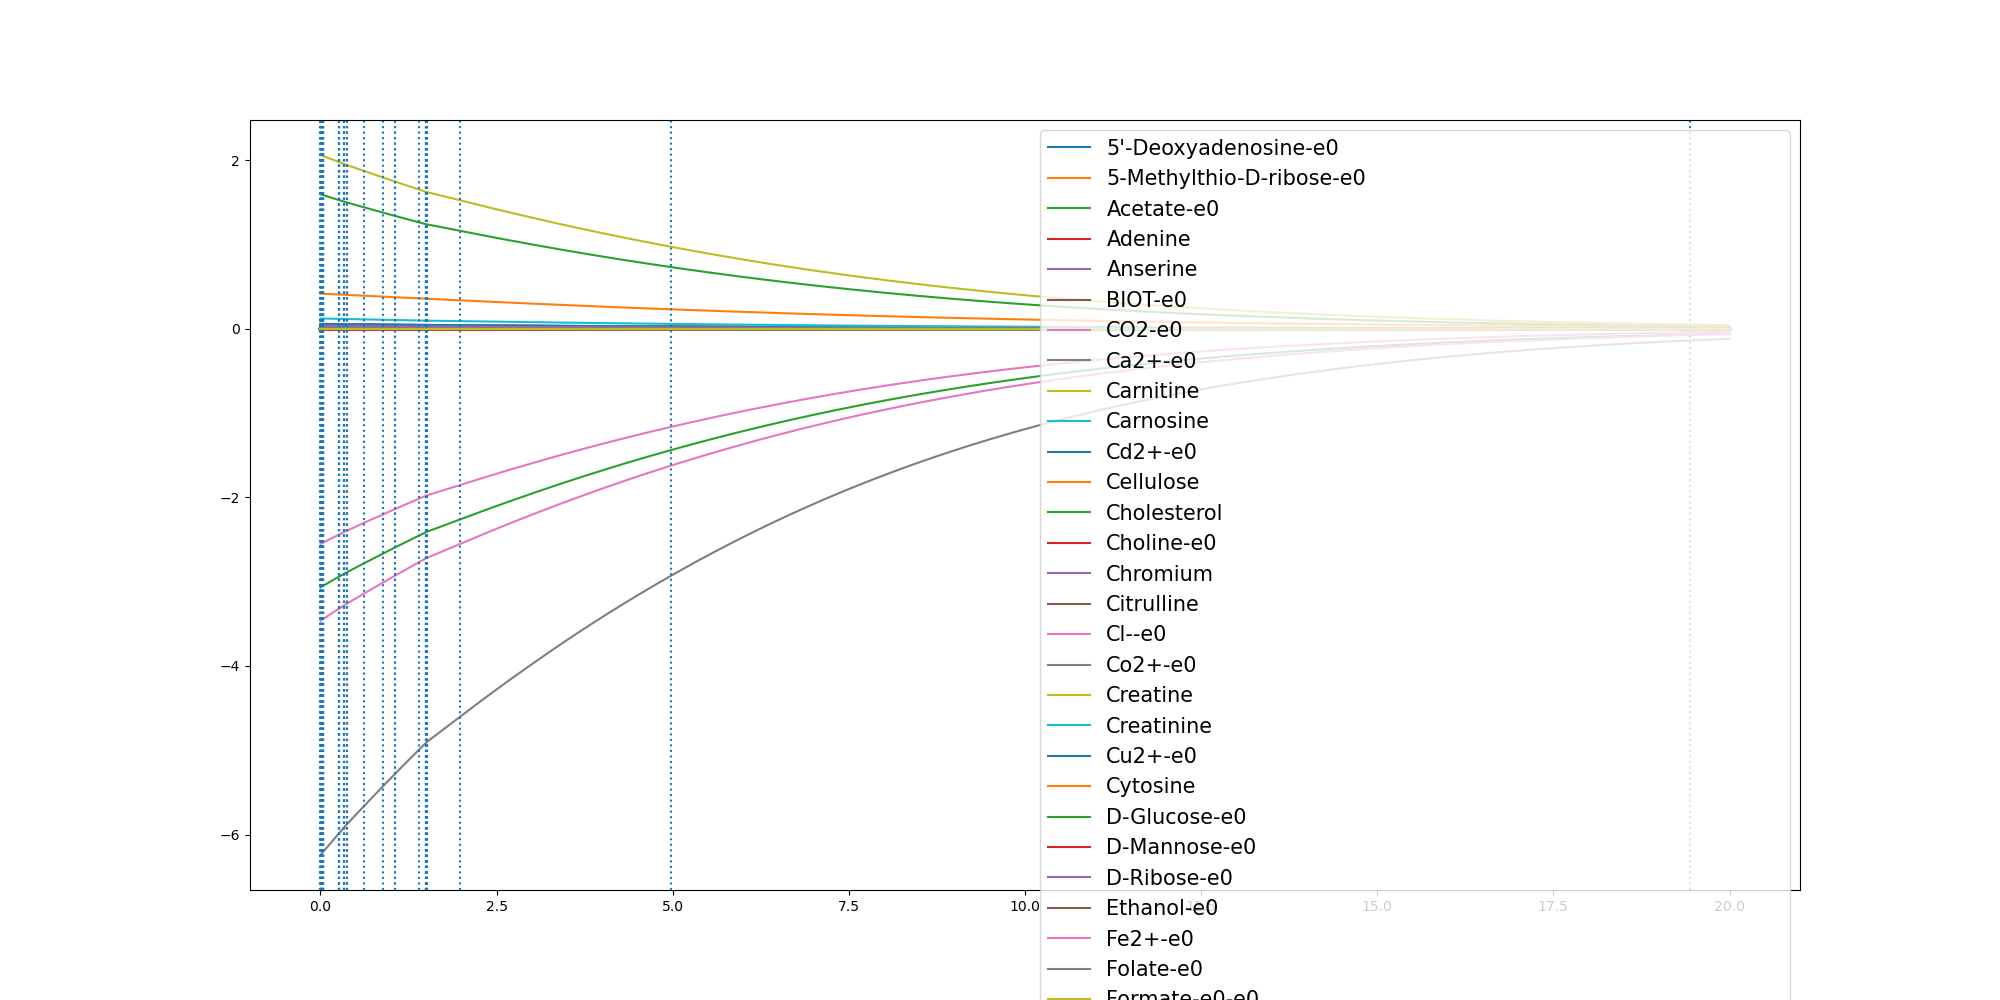 2
0
−2
−4
−6
0.0
2.5
5.0
7.5
10.0
15.0
17.5
20.0
5'-Deoxyadenosine-e0
5-Methylthio-D-ribose-e0
Acetate-e0
Adenine
Anserine
BIOT-e0
CO2-e0
Ca2+-e0
Carnitine
Carnosine
Cd2+-e0
Cellulose
Cholesterol
Choline-e0
Chromium
Citrulline
Cl--e0
Co2+-e0
Creatine
Creatinine
Cu2+-e0
Cytosine
D-Glucose-e0
D-Mannose-e0
D-Ribose-e0
Ethanol-e0
Fe2+-e0
Folate-e0
Formate-e0-e0